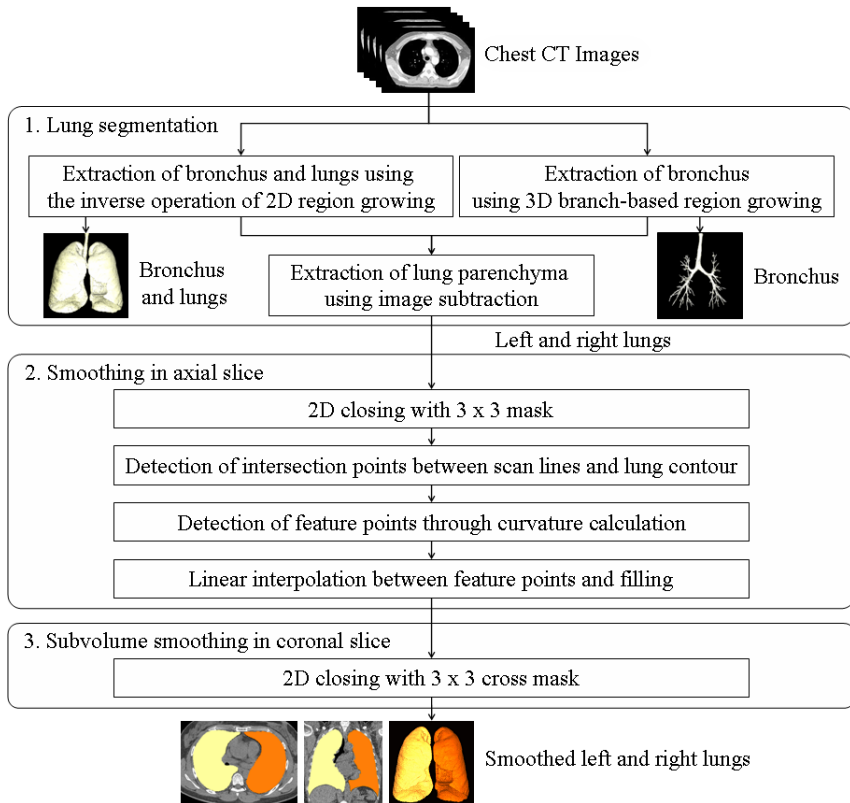 Chest CT Images
1. Lung segmentation
Extraction of bronchus and lungs using
the inverse operation of 2D region growing
Extraction of bronchus
using 3D branch-based region growing
Bronchus
and lungs
Extraction of lung parenchyma
using image subtraction
Bronchus
Left and right lungs
2. Smoothing in axial slice
2D closing with 3 x 3 mask
Detection of intersection points between scan lines and lung contour
Detection of feature points through curvature calculation
Linear interpolation between feature points and filling
3. Subvolume smoothing in coronal slice
2D closing with 3 x 3 cross mask
Smoothed left and right lungs